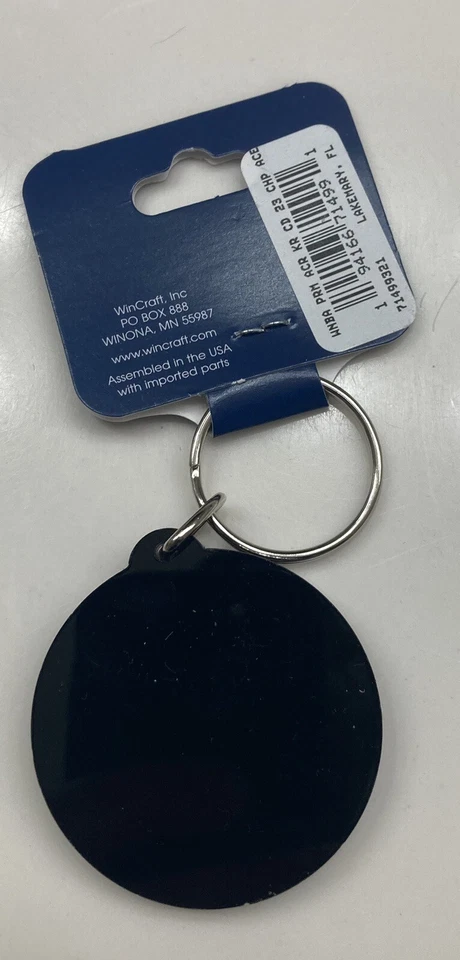 WinCraft, Inc
PO BOX 888
WINONA, MN 55987
www.wincraft.com
Assembled in the USA
with imported parts
WNBA PRM ACR KR CD 23 CHP ACE
1 94166 71499 1
71499321 LAKEMARY, FL